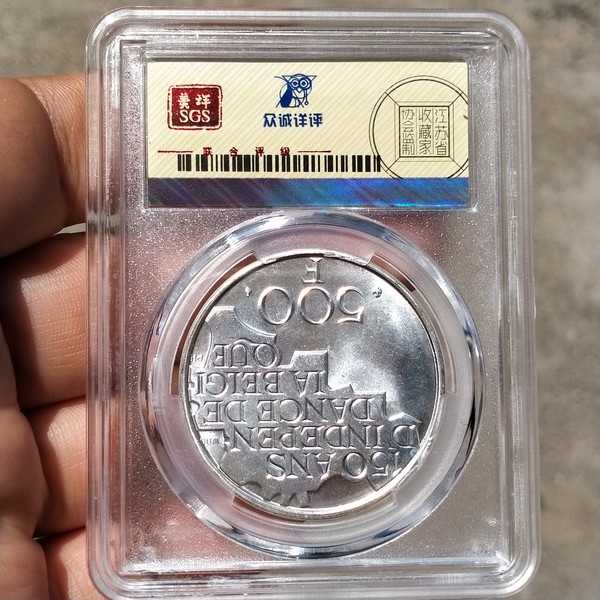 美评
SGS
众诚详评
江苏省
收藏家
协会监制
联合评级
150 ANS
D'INDEPEN-
DANCE DE
LA BELGI
QUE
500
F